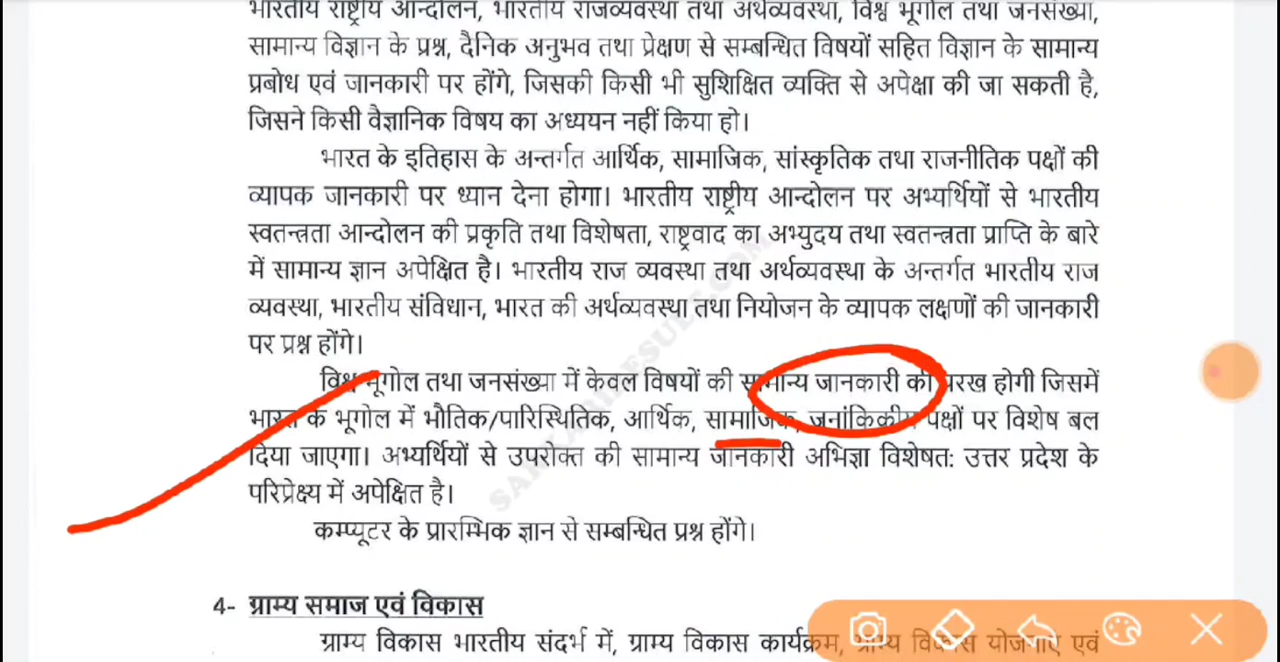 भारतीय राष्ट्रीय आन्दोलन, भारतीय राजव्यवस्था तथा अर्थव्यवस्था, विश्व भूगोल तथा जनसंख्या,
सामान्य विज्ञान के प्रश्न, दैनिक अनुभव तथा प्रेक्षण से सम्बन्धित विषयों सहित विज्ञान के सामान्य
प्रबोध एवं जानकारी पर होंगे, जिसकी किसी भी सुशिक्षित व्यक्ति से अपेक्षा की जा सकती है,
जिसने किसी वैज्ञानिक विषय का अध्ययन नहीं किया हो।
भारत के इतिहास के अन्तर्गत आर्थिक, सामाजिक, सांस्कृतिक तथा राजनीतिक पक्षों की
व्यापक जानकारी पर ध्यान देना होगा। भारतीय राष्ट्रीय आन्दोलन पर अभ्यर्थियों से भारतीय
स्वतन्त्रता आन्दोलन की प्रकृति तथा विशेषता, राष्ट्रवाद का अभ्युदय तथा स्वतन्त्रता प्राप्ति के बारे
में सामान्य ज्ञान अपेक्षित है। भारतीय राज व्यवस्था तथा अर्थव्यवस्था के अन्तर्गत भारतीय राज
व्यवस्था, भारतीय संविधान, भारत की अर्थव्यवस्था तथा नियोजन के व्यापक लक्षणों की जानकारी
पर प्रश्न होंगे।
विश्व भूगोल तथा जनसंख्या में केवल विषयों की सामान्य जानकारी की परख होगी जिसमें
भारत के भूगोल में भौतिक/पारिस्थितिक, आर्थिक, सामाजिक, जनांकिकीय पक्षों पर विशेष बल
दिया जाएगा। अभ्यर्थियों से उपरोक्त की सामान्य जानकारी अभिज्ञा विशेषत: उत्तर प्रदेश के
परिप्रेक्ष्य में अपेक्षित है।
कम्प्यूटर के प्रारम्भिक ज्ञान से सम्बन्धित प्रश्न होंगे।
4- ग्राम्य समाज एवं विकास
ग्राम्य विकास भारतीय संदर्भ में, ग्राम्य विकास कार्यक्रम, ग्राम्य विकास योजनाएं एवं